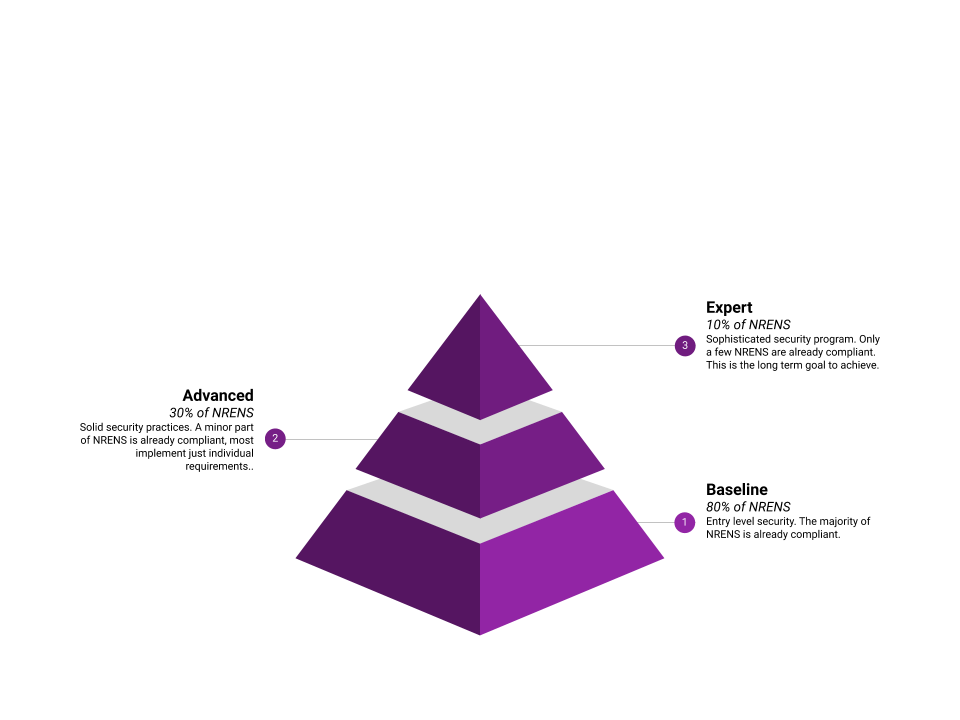 Expert
10% of NRENS
Sophisticated security program. Only
a few NRENS are already compliant.
This is the long term goal to achieve.
3
Advanced
30% of NRENS
Solid security practices. A minor part
of NRENS is already compliant, most
implement just individual
requirements..
2
Baseline
80% of NRENS
Entry level security. The majority of
NRENS is already compliant.
1